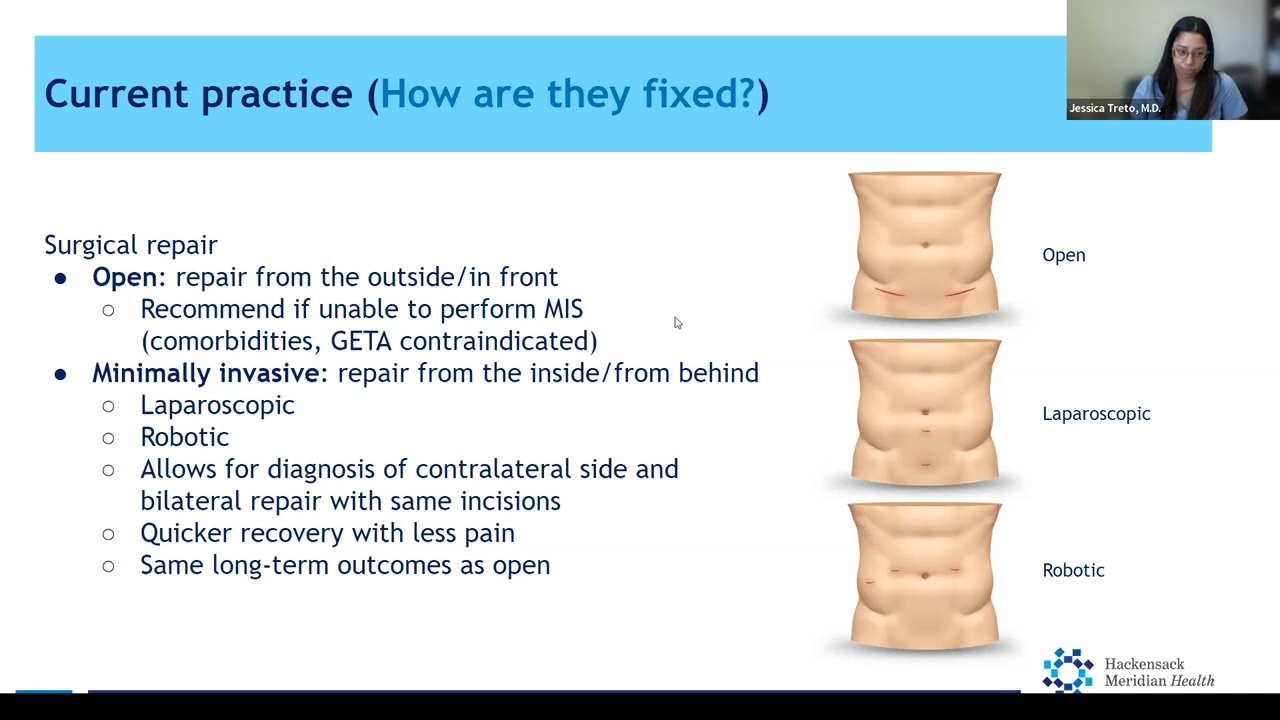 Current practice (How are they fixed?)
Jessica Treto, M.D.
Surgical repair
● Open: repair from the outside/in front
○ Recommend if unable to perform MIS
(comorbidities, GETA contraindicated)
● Minimally invasive: repair from the inside/from behind
○ Laparoscopic
○ Robotic
○ Allows for diagnosis of contralateral side and
bilateral repair with same incisions
○ Quicker recovery with less pain
○ Same long-term outcomes as open
Open
Laparoscopic
Robotic
Hackensack
Meridian Health